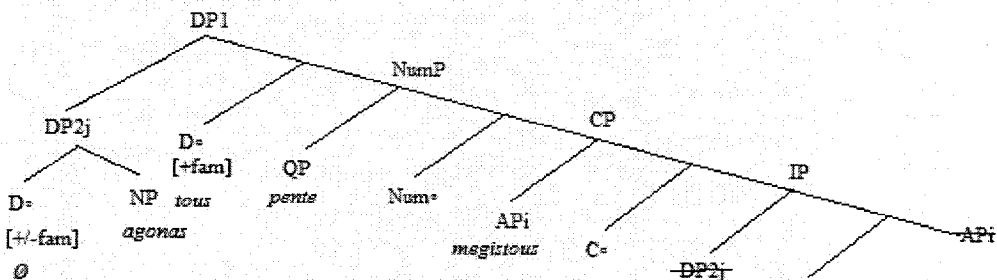 DP1
NumP
DP2j D° CP
[+fam] QP IP
D° NP tous pente Num° APi
[+/-fam] agonas megistous C° APi
Ø DP2j